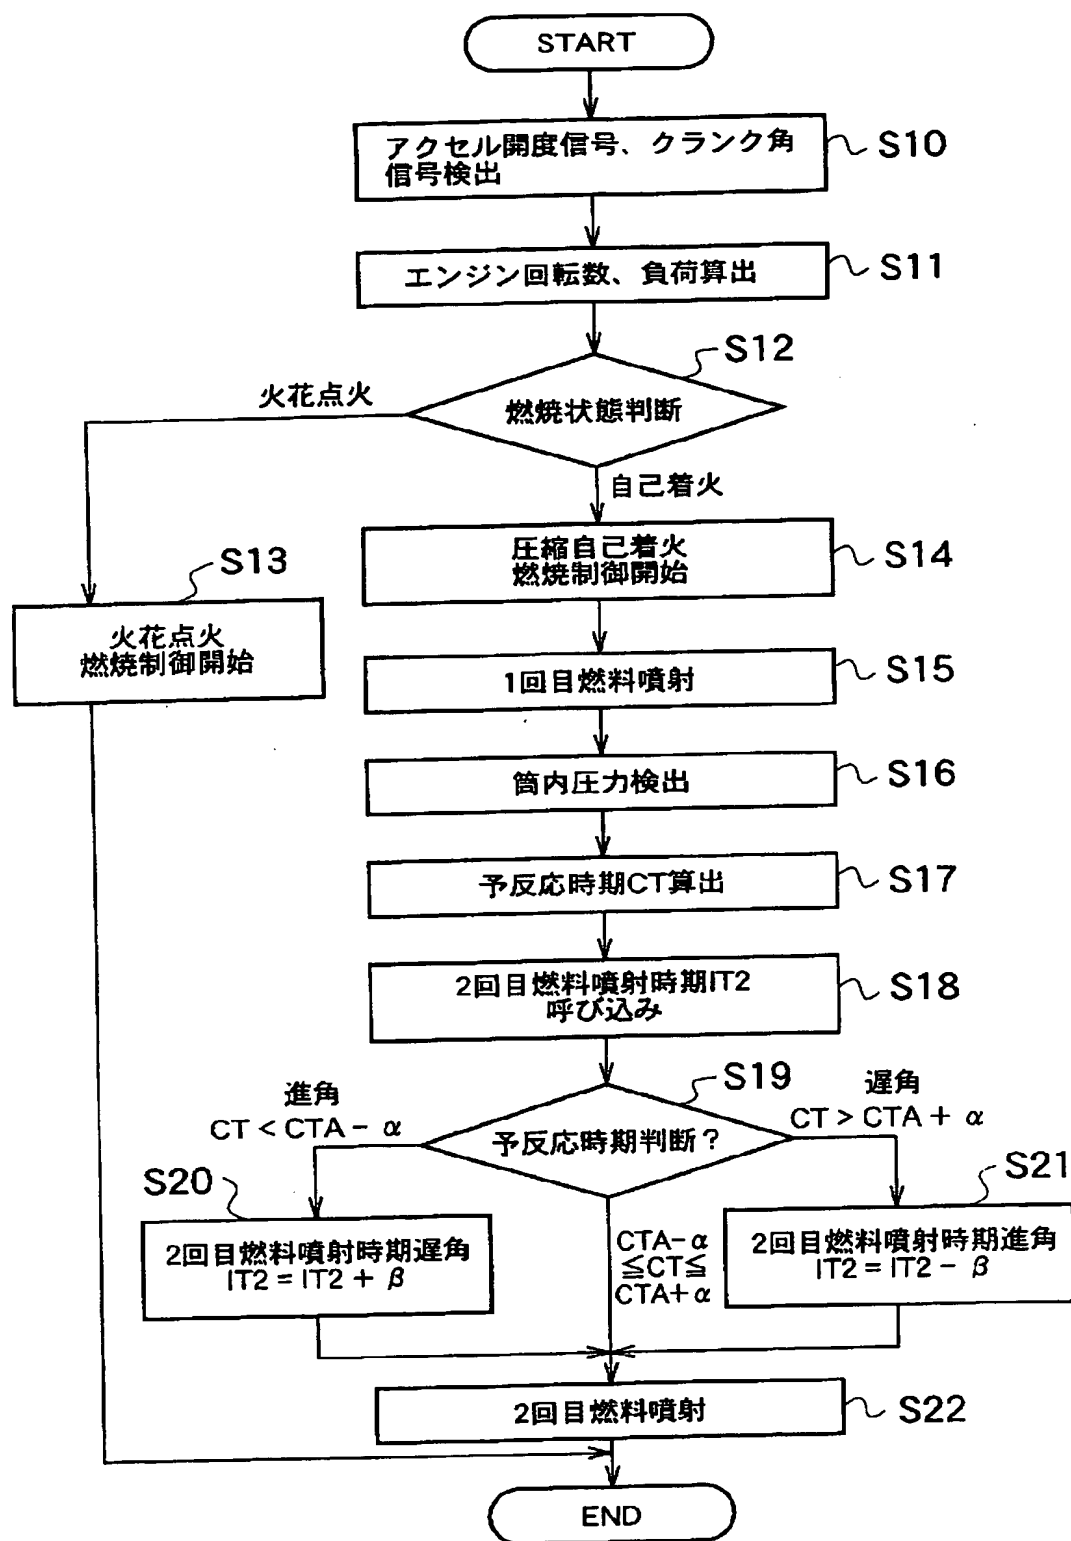 START
アクセル開度信号、クランク角
信号検出
S10
エンジン回転数、負荷算出
S11
S12
火花点火
燃焼状態判断
自己着火
S13
火花点火
燃焼制御開始
圧縮自己着火
燃焼制御開始
S14
1回目燃料噴射
S15
筒内圧力検出
S16
予反応時期CT算出
S17
2回目燃料噴射時期IT2
呼び込み
S18
S19
進角
CT < CTA - α
予反応時期判断?
遅角
CT > CTA + α
S20
2回目燃料噴射時期遅角
IT2 = IT2 + β
CTA-α
≦CT≦
CTA+α
S21
2回目燃料噴射時期進角
IT2 = IT2 - β
2回目燃料噴射
S22
END